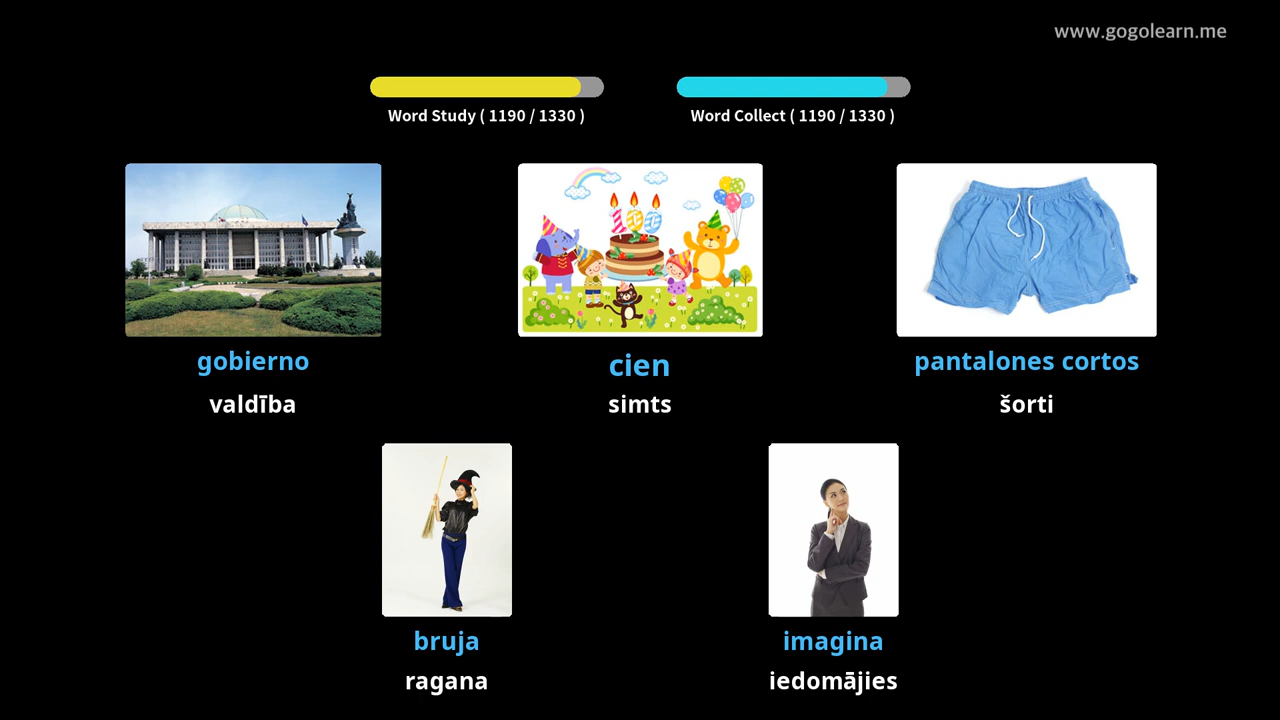 www.gogolearn.me
Word Study ( 1190 / 1330 )
Word Collect ( 1190 / 1330 )
100
gobierno
cien
pantalones cortos
valdība
simts
šorti
bruja
imagina
ragana
iedomājies